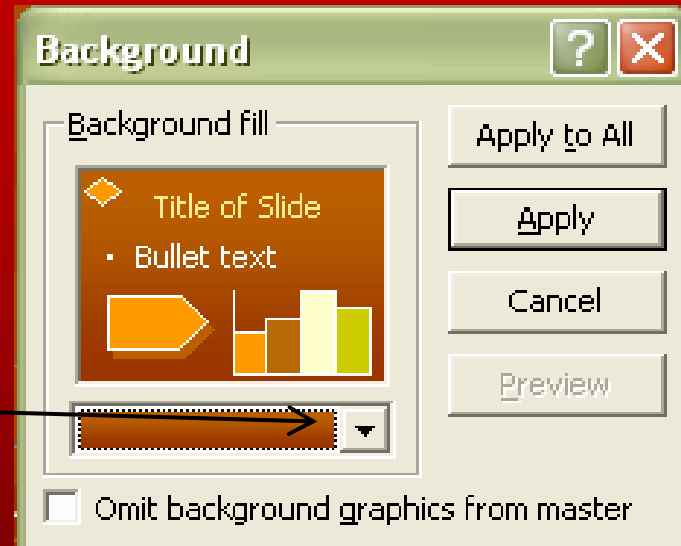 Background
Background fill
Title of Slide
• Bullet text
Apply to All
Apply
Cancel
Preview
Omit background graphics from master